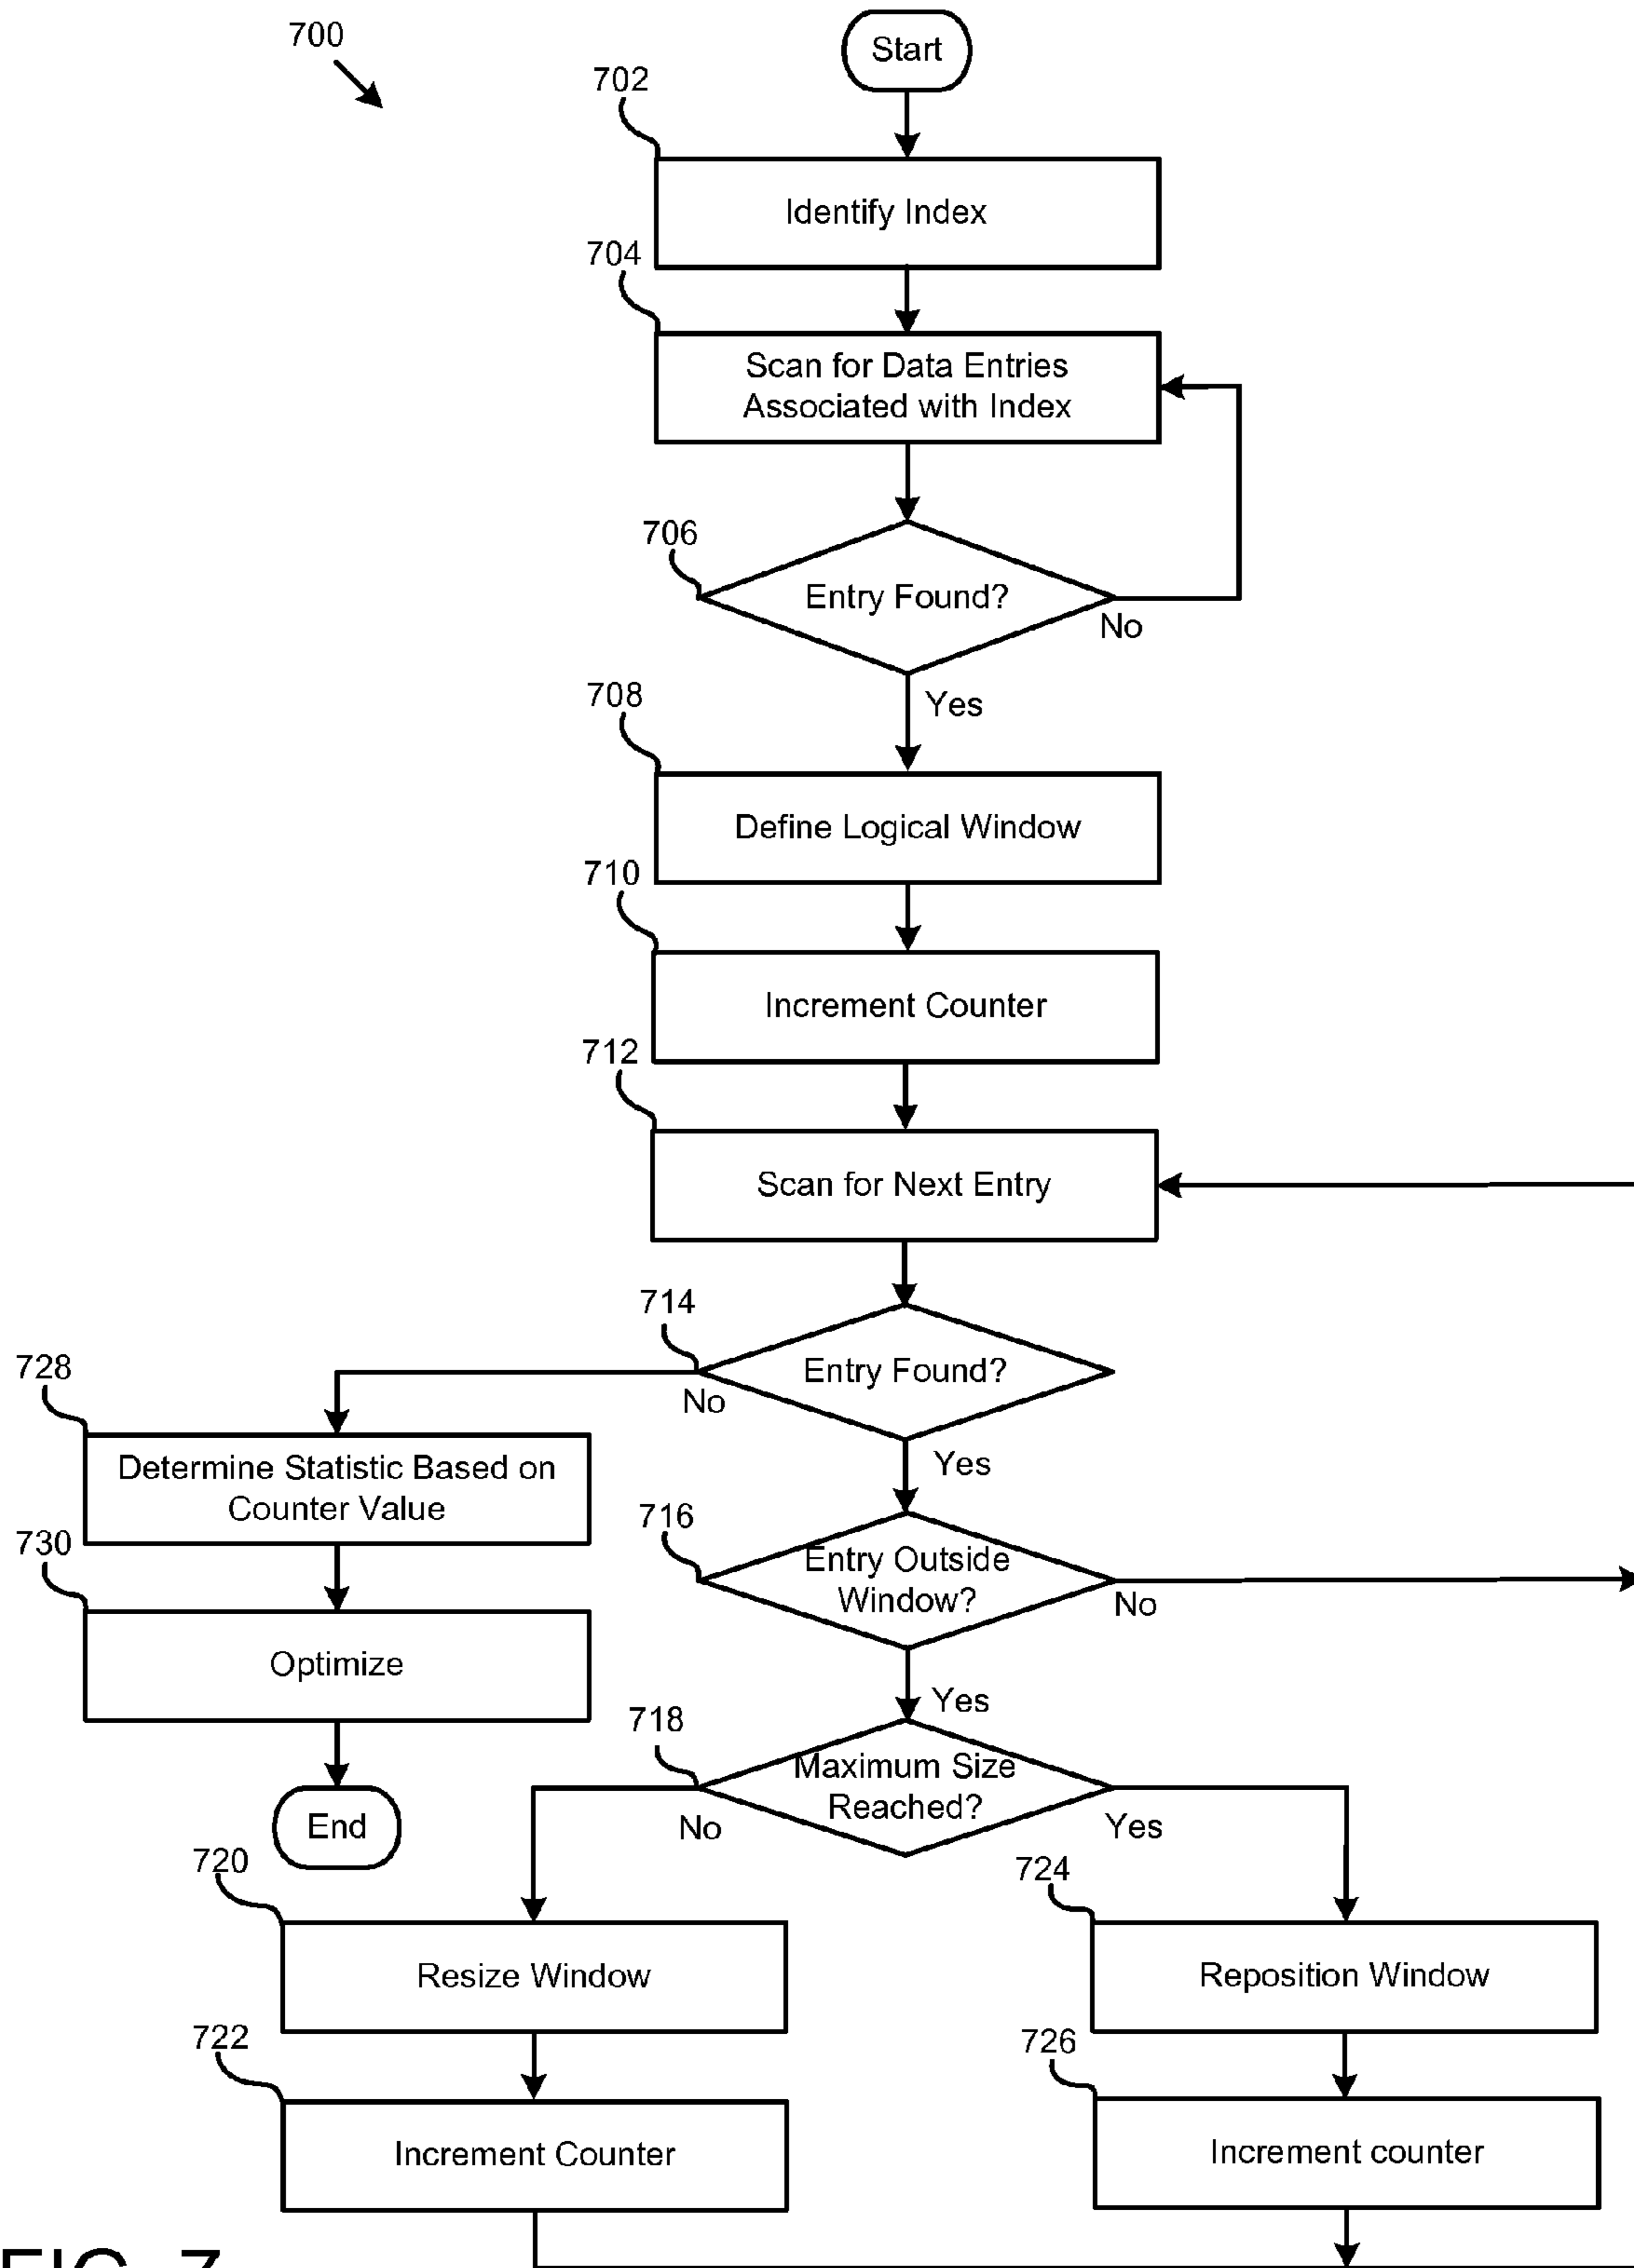 700
Start
702
Identify Index
704
Scan for Data Entries
Associated with Index
706
Entry Found?
No
Yes
708
Define Logical Window
710
Increment Counter
712
Scan for Next Entry
714
Entry Found?
No
Yes
728
Determine Statistic Based on
Counter Value
716
Entry Outside
Window?
No
Yes
730
Optimize
End
718
Maximum Size
Reached?
No
Yes
720
Resize Window
724
Reposition Window
722
Increment Counter
726
Increment counter
FIG. 7